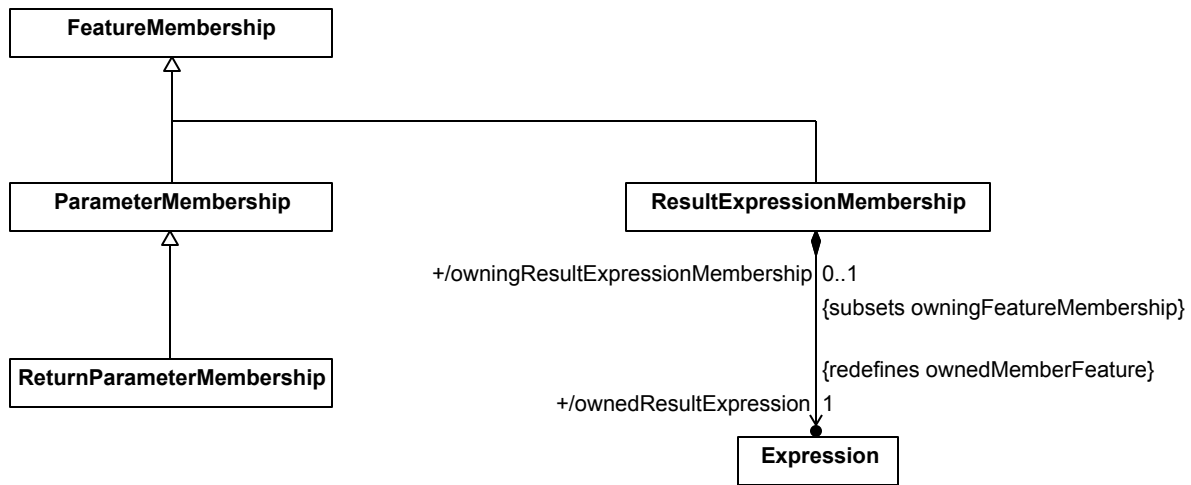 FeatureMembership
ParameterMembership
ResultExpressionMembership
+/owningResultExpressionMembership 0..1
{subsets owningFeatureMembership}
ReturnParameterMembership
{redefines ownedMemberFeature}
+/ownedResultExpression 1
Expression